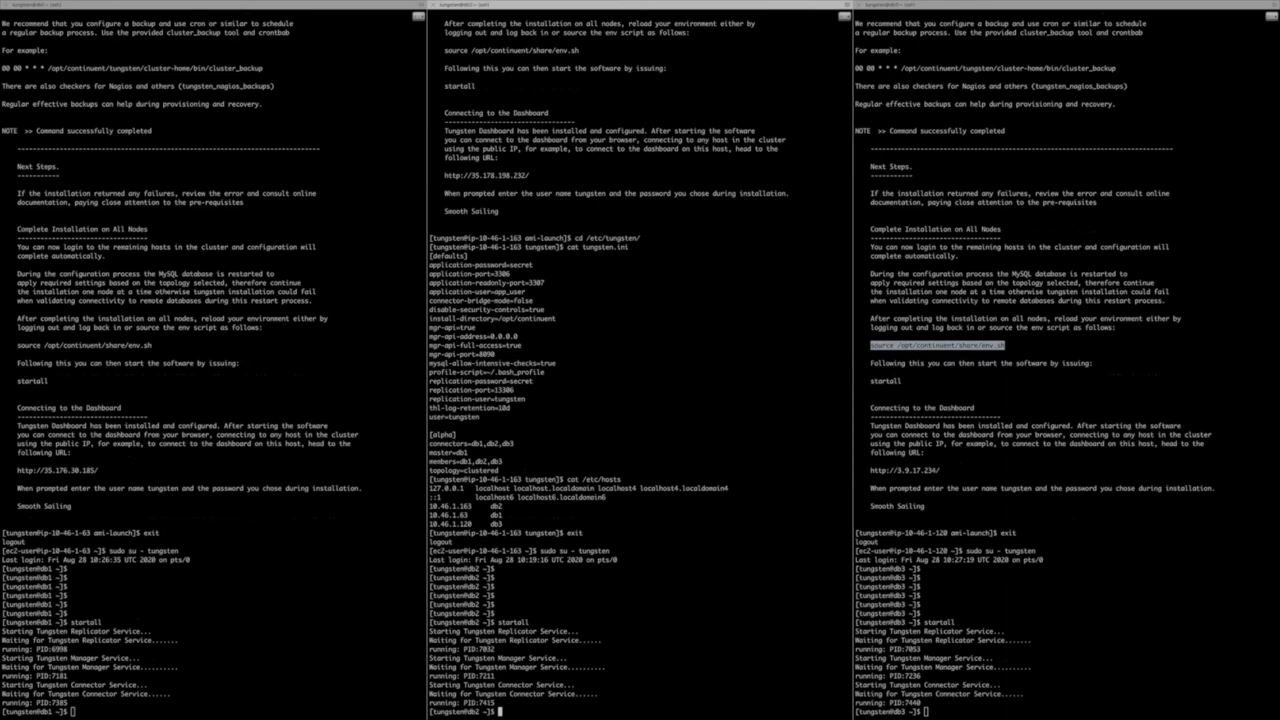 tungsten@db1:~ (ssh)
We recommend that you configure a backup and use cron or similar to schedule
a regular backup process. Use the provided cluster_backup tool and crontbab
For example:
00 00 * * * /opt/continuent/tungsten/cluster-home/bin/cluster_backup
There are also checkers for Nagios and others (tungsten_nagios_backups)
Regular effective backups can help during provisioning and recovery.
NOTE  >> Command successfully completed
---------------------------------------------------------------------
Next Steps.
-----------
If the installation returned any failures, review the error and consult online
documentation, paying close attention to the pre-requisites
Complete Installation on All Nodes
------------------------------
You can now login to the remaining hosts in the cluster and configuration will
complete automatically.
During the configuration process the MySQL database is restarted to
apply required settings based on the topology selected, therefore continue
the installation one node at a time otherwise tungsten installation could fail
when validating connectivity to remote databases during this restart process.
After completing the installation on all nodes, reload your environment either by
logging out and log back in or source the env script as follows:
source /opt/continuent/share/env.sh
Following this you can then start the software by issuing:
startall
Connecting to the Dashboard
------------------------------
Tungsten Dashboard has been installed and configured. After starting the software
you can connect to the dashboard from your browser, connecting to any host in the cluster
using the public IP, for example, to connect to the dashboard on this host, head to the
following URL:
http://35.176.30.185/
When prompted enter the user name tungsten and the password you chose during installation.
Smooth Sailing
[tungsten@ip-10-46-1-63 ami-launch]$ exit
logout
[ec2-user@ip-10-46-1-63 ~]$ sudo su - tungsten
Last login: Fri Aug 28 10:26:35 UTC 2020 on pts/0
[tungsten@db1 ~]$
[tungsten@db1 ~]$
[tungsten@db1 ~]$
[tungsten@db1 ~]$
[tungsten@db1 ~]$
[tungsten@db1 ~]$
[tungsten@db1 ~]$ startall
Starting Tungsten Replicator Service...
Waiting for Tungsten Replicator Service.......
running: PID:6998
Starting Tungsten Manager Service...
Waiting for Tungsten Manager Service..........
running: PID:7181
Starting Tungsten Connector Service...
Waiting for Tungsten Connector Service......
running: PID:7385
[tungsten@db1 ~]$
tungsten@db2:~ (ssh)
After completing the installation on all nodes, reload your environment either by
logging out and log back in or source the env script as follows:
source /opt/continuent/share/env.sh
Following this you can then start the software by issuing:
startall
Connecting to the Dashboard
------------------------------
Tungsten Dashboard has been installed and configured. After starting the software
you can connect to the dashboard from your browser, connecting to any host in the cluster
using the public IP, for example, to connect to the dashboard on this host, head to the
following URL:
http://35.178.198.232/
When prompted enter the user name tungsten and the password you chose during installation.
Smooth Sailing
[tungsten@ip-10-46-1-163 ami-launch]$ cd /etc/tungsten/
[tungsten@ip-10-46-1-163 tungsten]$ cat tungsten.ini
[defaults]
application-password=secret
application-port=3306
application-readonly-port=3307
application-user=app_user
connector-bridge-mode=false
disable-security-controls=true
install-directory=/opt/continuent
mgr-api=true
mgr-api-address=0.0.0.0
mgr-api-full-access=true
mgr-api-port=8090
mysql-allow-intensive-checks=true
profile-script=~/.bash_profile
replication-password=secret
replication-port=13306
replication-user=tungsten
thl-log-retention=10d
user=tungsten
[alpha]
connectors=db1,db2,db3
master=db1
members=db1,db2,db3
topology=clustered
[tungsten@ip-10-46-1-163 tungsten]$ cat /etc/hosts
127.0.0.1   localhost localhost.localdomain localhost4 localhost4.localdomain4
::1         localhost6 localhost6.localdomain6
10.46.1.163    db2
10.46.1.63     db1
10.46.1.120    db3
[tungsten@ip-10-46-1-163 tungsten]$ exit
logout
[ec2-user@ip-10-46-1-163 ~]$ sudo su - tungsten
Last login: Fri Aug 28 10:19:16 UTC 2020 on pts/0
[tungsten@db2 ~]$
[tungsten@db2 ~]$
[tungsten@db2 ~]$
[tungsten@db2 ~]$
[tungsten@db2 ~]$
[tungsten@db2 ~]$
[tungsten@db2 ~]$ startall
Starting Tungsten Replicator Service...
Waiting for Tungsten Replicator Service......
running: PID:7032
Starting Tungsten Manager Service...
Waiting for Tungsten Manager Service..........
running: PID:7211
Starting Tungsten Connector Service...
Waiting for Tungsten Connector Service......
running: PID:7415
[tungsten@db2 ~]$
tungsten@db3:~ (ssh)
We recommend that you configure a backup and use cron or similar to schedule
a regular backup process. Use the provided cluster_backup tool and crontbab
For example:
00 00 * * * /opt/continuent/tungsten/cluster-home/bin/cluster_backup
There are also checkers for Nagios and others (tungsten_nagios_backups)
Regular effective backups can help during provisioning and recovery.
NOTE  >> Command successfully completed
---------------------------------------------------------------------
Next Steps.
-----------
If the installation returned any failures, review the error and consult online
documentation, paying close attention to the pre-requisites
Complete Installation on All Nodes
------------------------------
You can now login to the remaining hosts in the cluster and configuration will
complete automatically.
During the configuration process the MySQL database is restarted to
apply required settings based on the topology selected, therefore continue
the installation one node at a time otherwise tungsten installation could fail
when validating connectivity to remote databases during this restart process.
After completing the installation on all nodes, reload your environment either by
logging out and log back in or source the env script as follows:
source /opt/continuent/share/env.sh
Following this you can then start the software by issuing:
startall
Connecting to the Dashboard
------------------------------
Tungsten Dashboard has been installed and configured. After starting the software
you can connect to the dashboard from your browser, connecting to any host in the cluster
using the public IP, for example, to connect to the dashboard on this host, head to the
following URL:
http://3.9.17.234/
When prompted enter the user name tungsten and the password you chose during installation.
Smooth Sailing
[tungsten@ip-10-46-1-120 ami-launch]$ exit
logout
[ec2-user@ip-10-46-1-120 ~]$ sudo su - tungsten
Last login: Fri Aug 28 10:27:19 UTC 2020 on pts/0
[tungsten@db3 ~]$
[tungsten@db3 ~]$
[tungsten@db3 ~]$
[tungsten@db3 ~]$
[tungsten@db3 ~]$
[tungsten@db3 ~]$
[tungsten@db3 ~]$ startall
Starting Tungsten Replicator Service...
Waiting for Tungsten Replicator Service......
running: PID:7053
Starting Tungsten Manager Service...
Waiting for Tungsten Manager Service..........
running: PID:7236
Starting Tungsten Connector Service...
Waiting for Tungsten Connector Service......
running: PID:7440
[tungsten@db3 ~]$